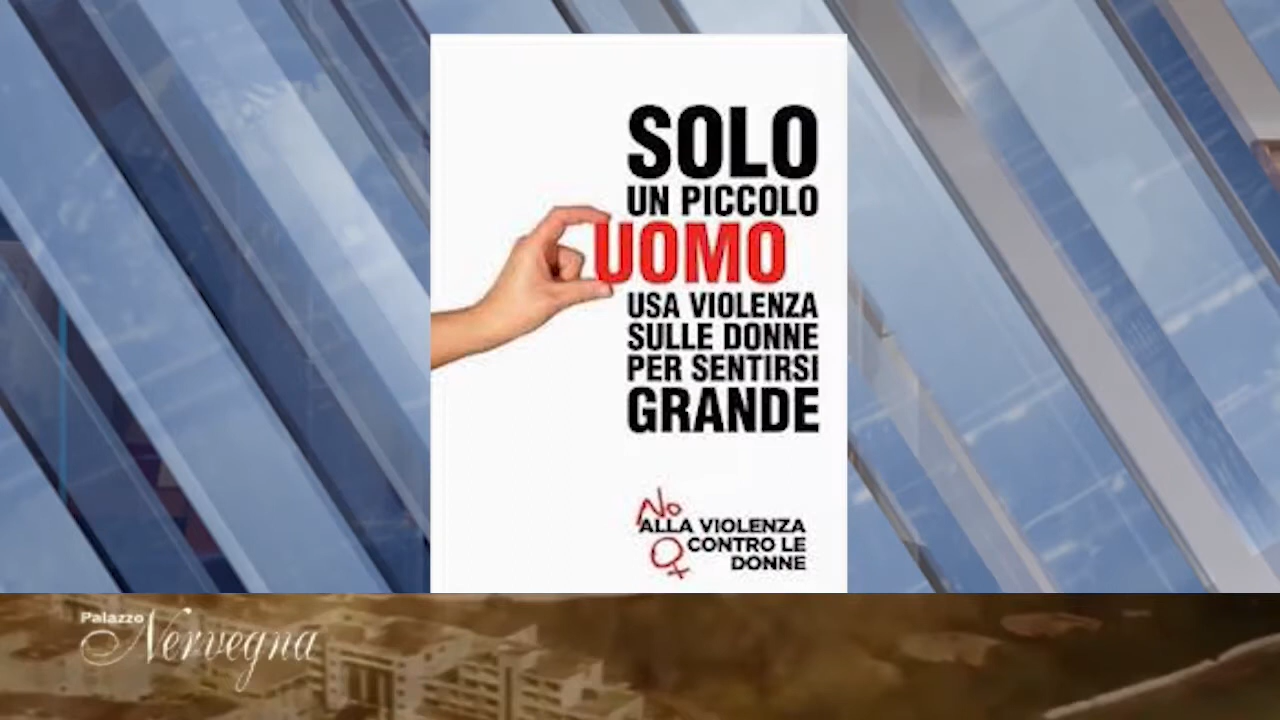 SOLO
UN PICCOLO
UOMO
USA VIOLENZA
SULLE DONNE
PER SENTIRSI
GRANDE
No
ALLA VIOLENZA
CONTRO LE
DONNE
Palazzo
Nervegna